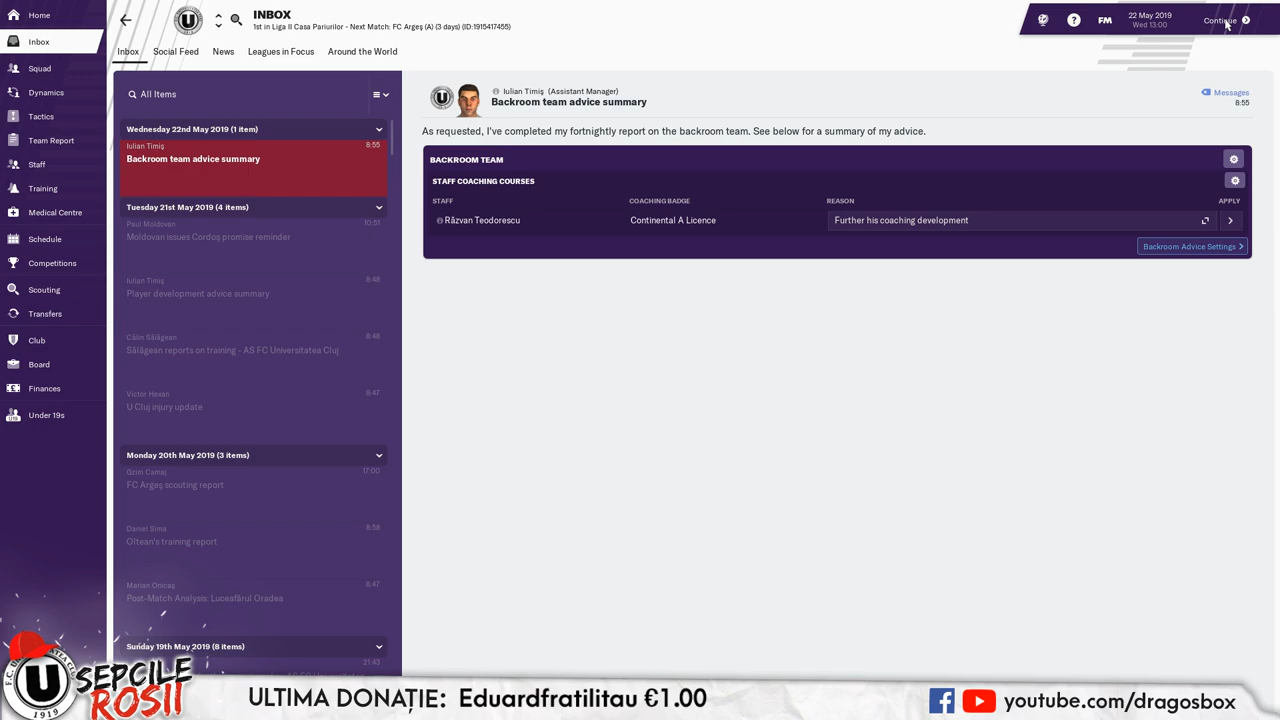 Home
Inbox
Squad
Dynamics
Tactics
Team Report
Staff
Training
Medical Centre
Schedule
Competitions
Scouting
Transfers
Club
Board
Finances
Under 19s
INBOX
1st in Liga II Casa Pariurilor - Next Match: FC Argeș (A) (3 days) (ID:1915417455)
FM
22 May 2019
Wed 13:00
Continue
Inbox Social Feed News Leagues in Focus Around the World
All Items
Wednesday 22nd May 2019 (1 item)
Iulian Timiș 8:55
Backroom team advice summary
Tuesday 21st May 2019 (4 items)
Paul Moldovan 10:51
Moldovan issues Cordoș promise reminder
Iulian Timiș 8:48
Player development advice summary
Călin Sălăgean 8:48
Sălăgean reports on training - AS FC Universitatea Cluj
Victor Hexan 8:47
U Cluj injury update
Monday 20th May 2019 (3 items)
Gzim Camaj 17:00
FC Argeș scouting report
Daniel Sima 8:58
Oltean's training report
Marian Onicaș 8:47
Post-Match Analysis: Luceafărul Oradea
Sunday 19th May 2019 (8 items)
21:43
Iulian Timiș (Assistant Manager)
Backroom team advice summary
Messages
8:55
As requested, I've completed my fortnightly report on the backroom team. See below for a summary of my advice.
BACKROOM TEAM
STAFF COACHING COURSES
STAFF COACHING BADGE REASON APPLY
Răzvan Teodorescu Continental A Licence Further his coaching development
Backroom Advice Settings
U
1919
SEPCILE
ROSII
ULTIMA DONAȚIE: Eduardfratilitau €1.00
youtube.com/dragosbox